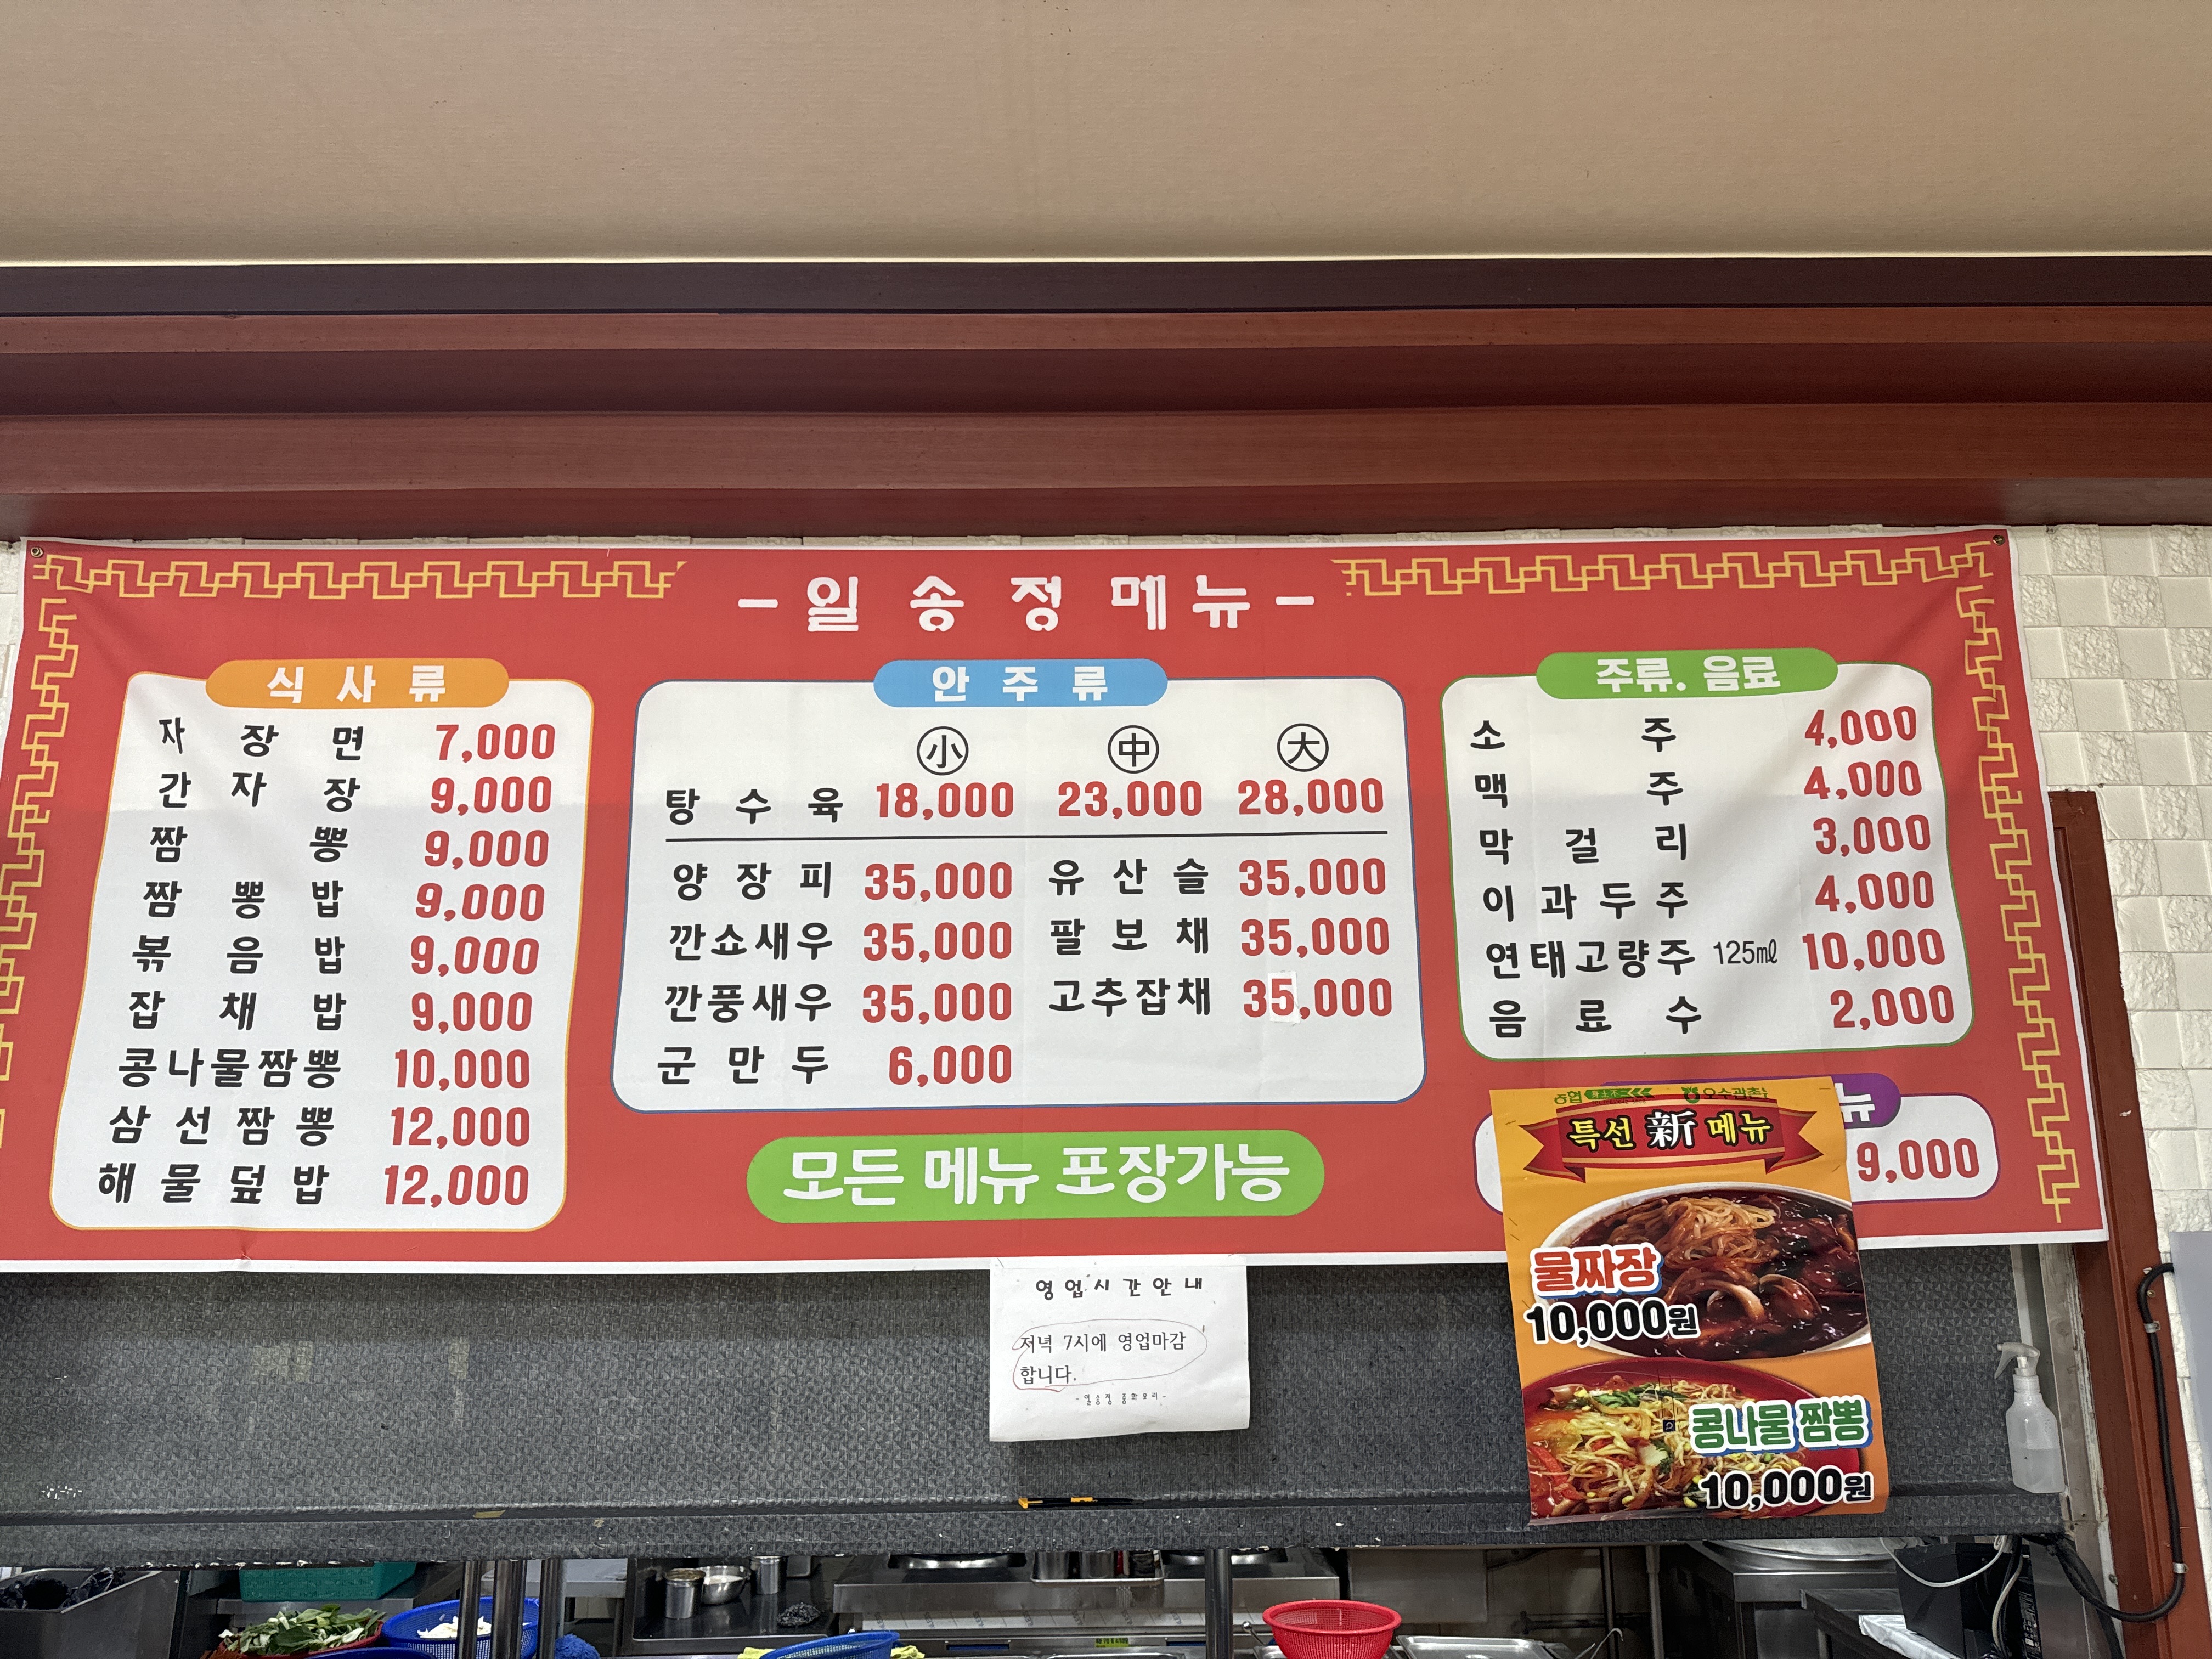 - 일 송 정 메뉴 -
식 사 류
자 장 면 7,000
간 자 장 9,000
짬 뽕 9,000
짬 뽕 밥 9,000
볶 음 밥 9,000
잡 채 밥 9,000
콩나물짬뽕 10,000
삼 선 짬 뽕 12,000
해 물 덮 밥 12,000
안 주 류
小 中 大
탕 수 육 18,000 23,000 28,000
양 장 피 35,000 유 산 슬 35,000
깐쇼새우 35,000 팔 보 채 35,000
깐풍새우 35,000 고추잡채 35,000
군 만 두 6,000
모든 메뉴 포장가능
주류. 음료
소 주 4,000
맥 주 4,000
막 걸 리 3,000
이 과 두 주 4,000
연태고량주 125㎖ 10,000
음 료 수 2,000
뉴
9,000
농협
특선 新 메뉴
물짜장
10,000원
콩나물 짬뽕
10,000원
영업시간안내
저녁 7시에 영업마감
합니다.
-일송정 중화요리-